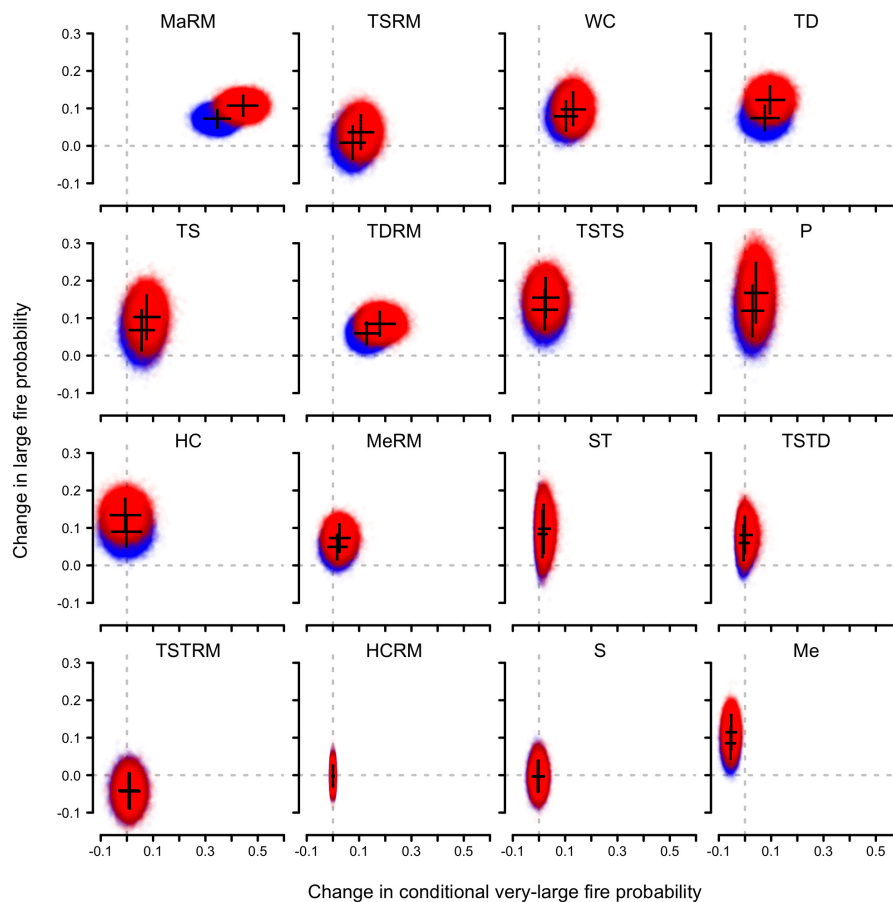 MaRM TSRM WC TD
0.3
0.2
0.1
0.0
-0.1
TS TDRM TSTS P
0.3
0.2
0.1
0.0
-0.1
HC MeRM ST TSTD
0.3
0.2
0.1
0.0
-0.1
TSTRM HCRM S Me
0.3
0.2
0.1
0.0
-0.1
-0.1 0.1 0.3 0.5 -0.1 0.1 0.3 0.5 -0.1 0.1 0.3 0.5 -0.1 0.1 0.3 0.5
Change in large fire probability
Change in conditional very-large fire probability